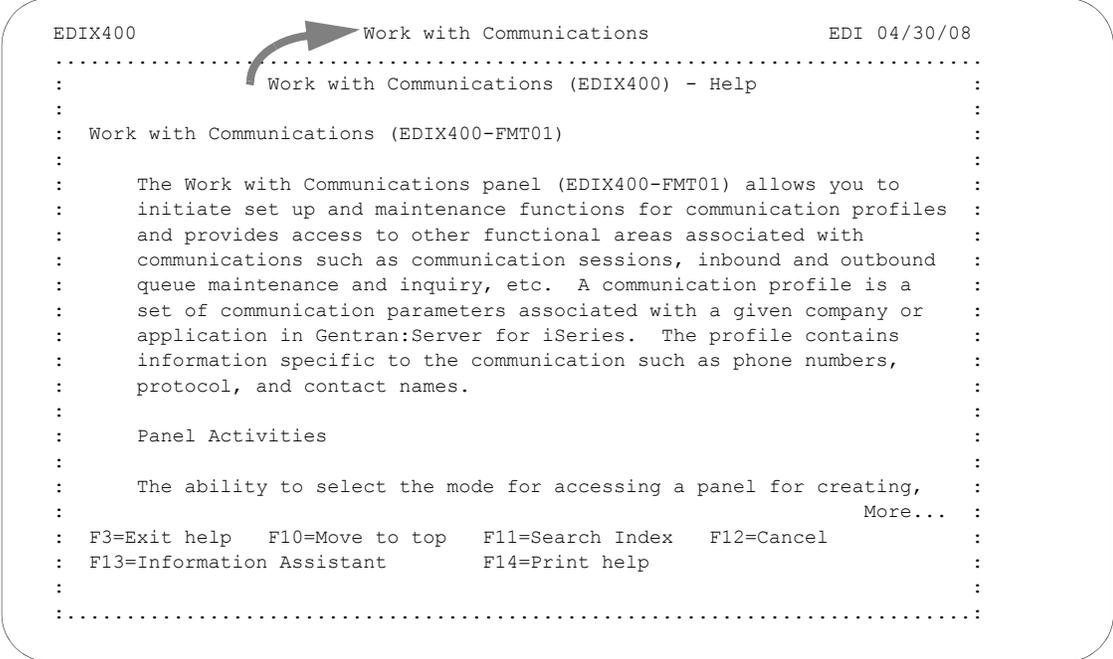 EDIX400 Work with Communications EDI 04/30/08
..............................................................................
: Work with Communications (EDIX400) - Help :
: :
: Work with Communications (EDIX400-FMT01) :
: :
: The Work with Communications panel (EDIX400-FMT01) allows you to :
: initiate set up and maintenance functions for communication profiles :
: and provides access to other functional areas associated with :
: communications such as communication sessions, inbound and outbound :
: queue maintenance and inquiry, etc. A communication profile is a :
: set of communication parameters associated with a given company or :
: application in Gentran:Server for iSeries. The profile contains :
: information specific to the communication such as phone numbers, :
: protocol, and contact names. :
: :
: Panel Activities :
: :
: The ability to select the mode for accessing a panel for creating, :
: More... :
: F3=Exit help F10=Move to top F11=Search Index F12=Cancel :
: F13=Information Assistant F14=Print help :
: :
:............................................................................: